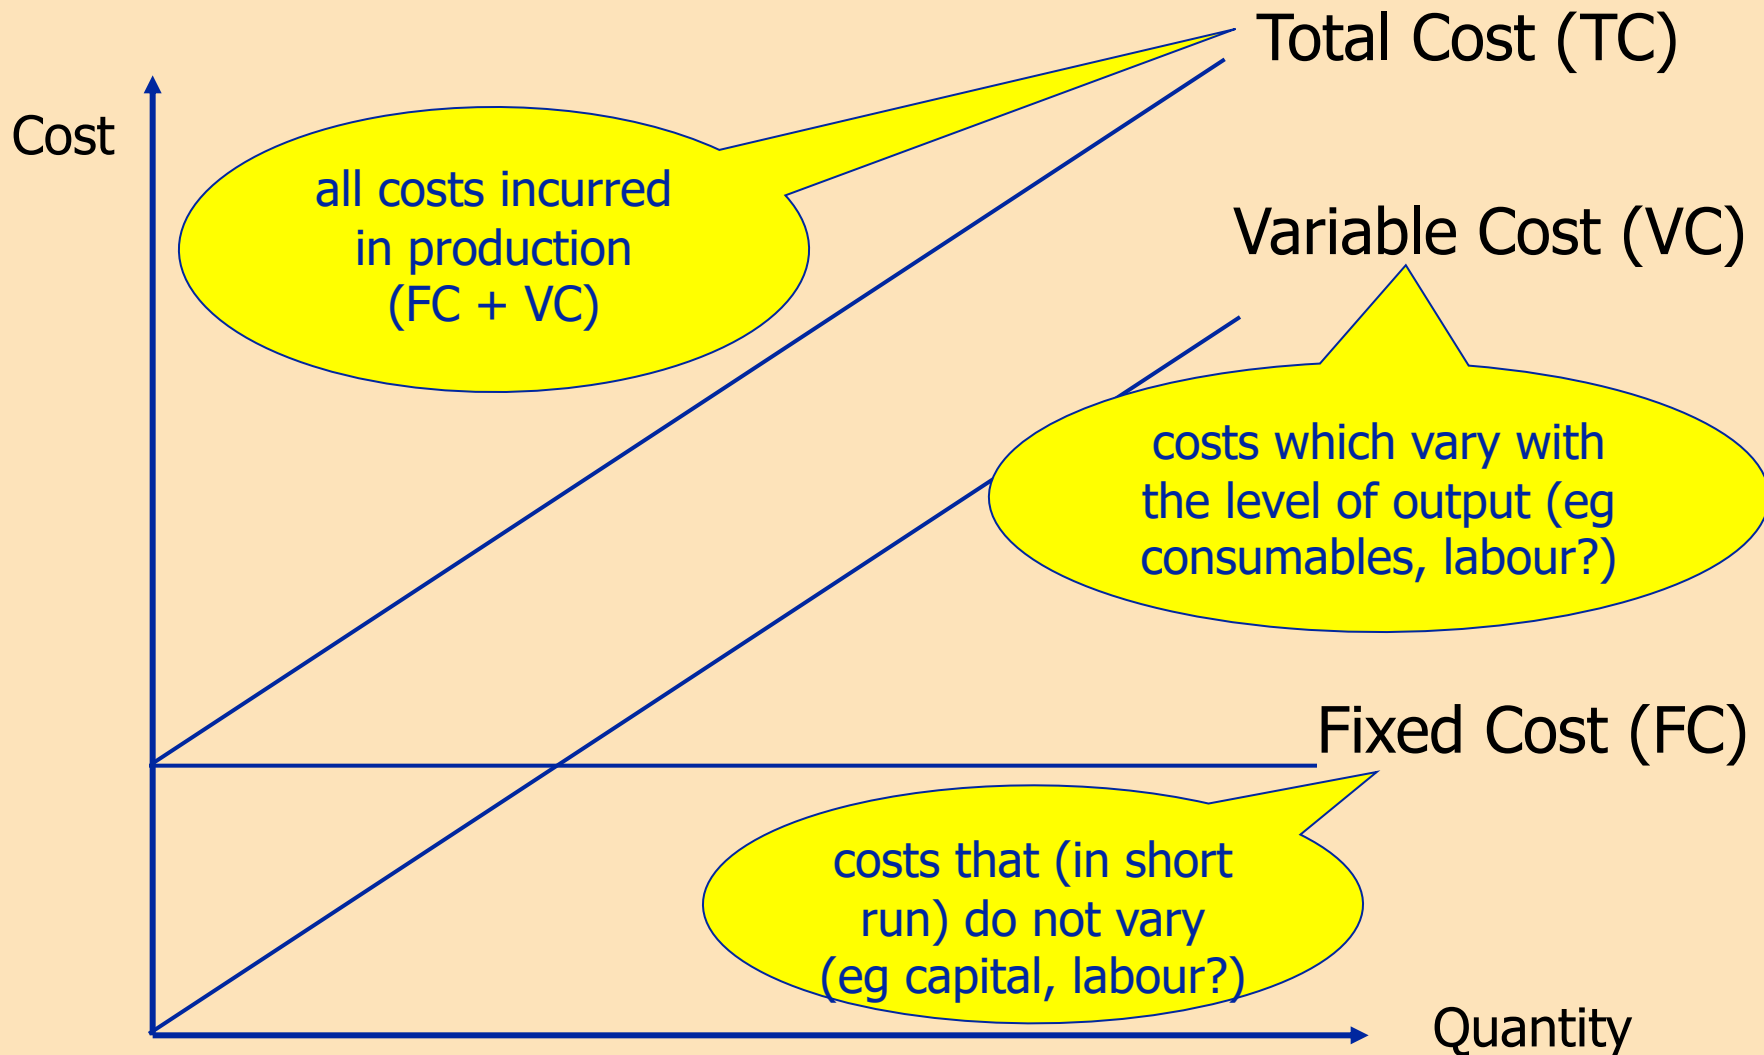 Total Cost (TC)
Cost
all costs incurred
in production
(FC + VC)
Variable Cost (VC)
costs which vary with
the level of output (eg
consumables, labour?)
Fixed Cost (FC)
costs that (in short
run) do not vary
(eg capital, labour?)
Quantity